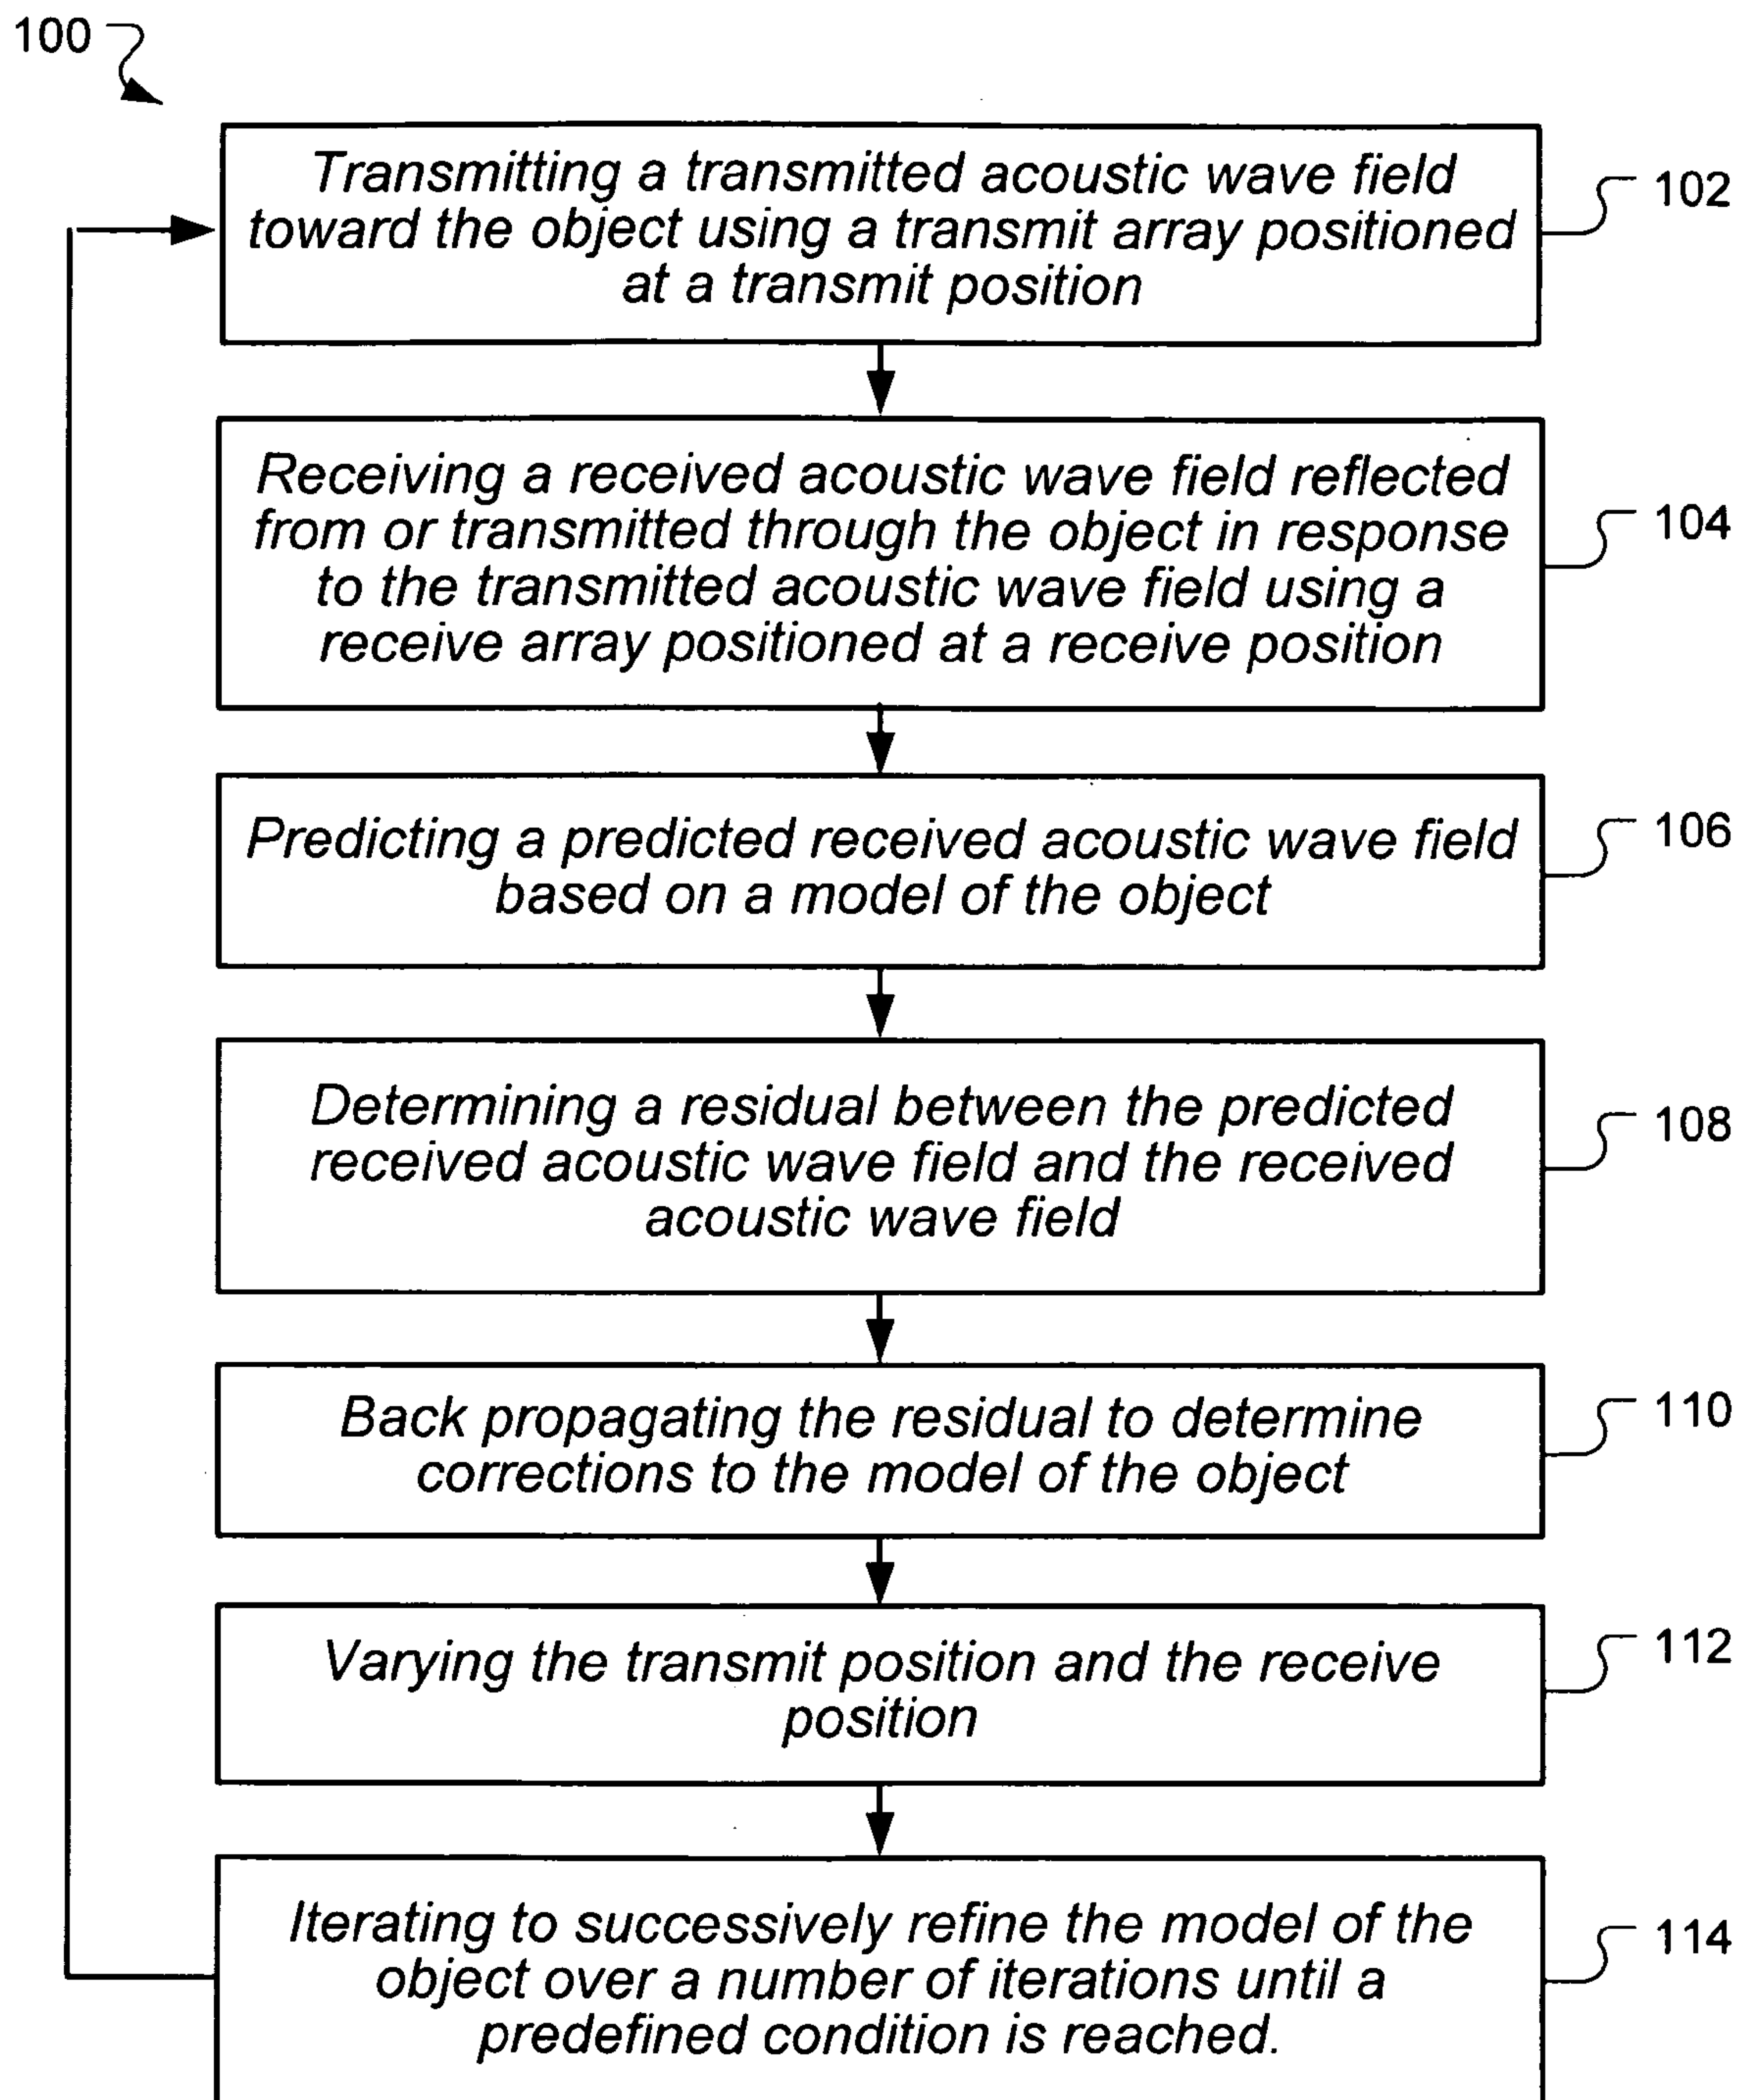 100
Transmitting a transmitted acoustic wave field
toward the object using a transmit array positioned
at a transmit position
102
Receiving a received acoustic wave field reflected
from or transmitted through the object in response
to the transmitted acoustic wave field using a
receive array positioned at a receive position
104
Predicting a predicted received acoustic wave field
based on a model of the object
106
Determining a residual between the predicted
received acoustic wave field and the received
acoustic wave field
108
Back propagating the residual to determine
corrections to the model of the object
110
Varying the transmit position and the receive
position
112
Iterating to successively refine the model of the
object over a number of iterations until a
predefined condition is reached.
114